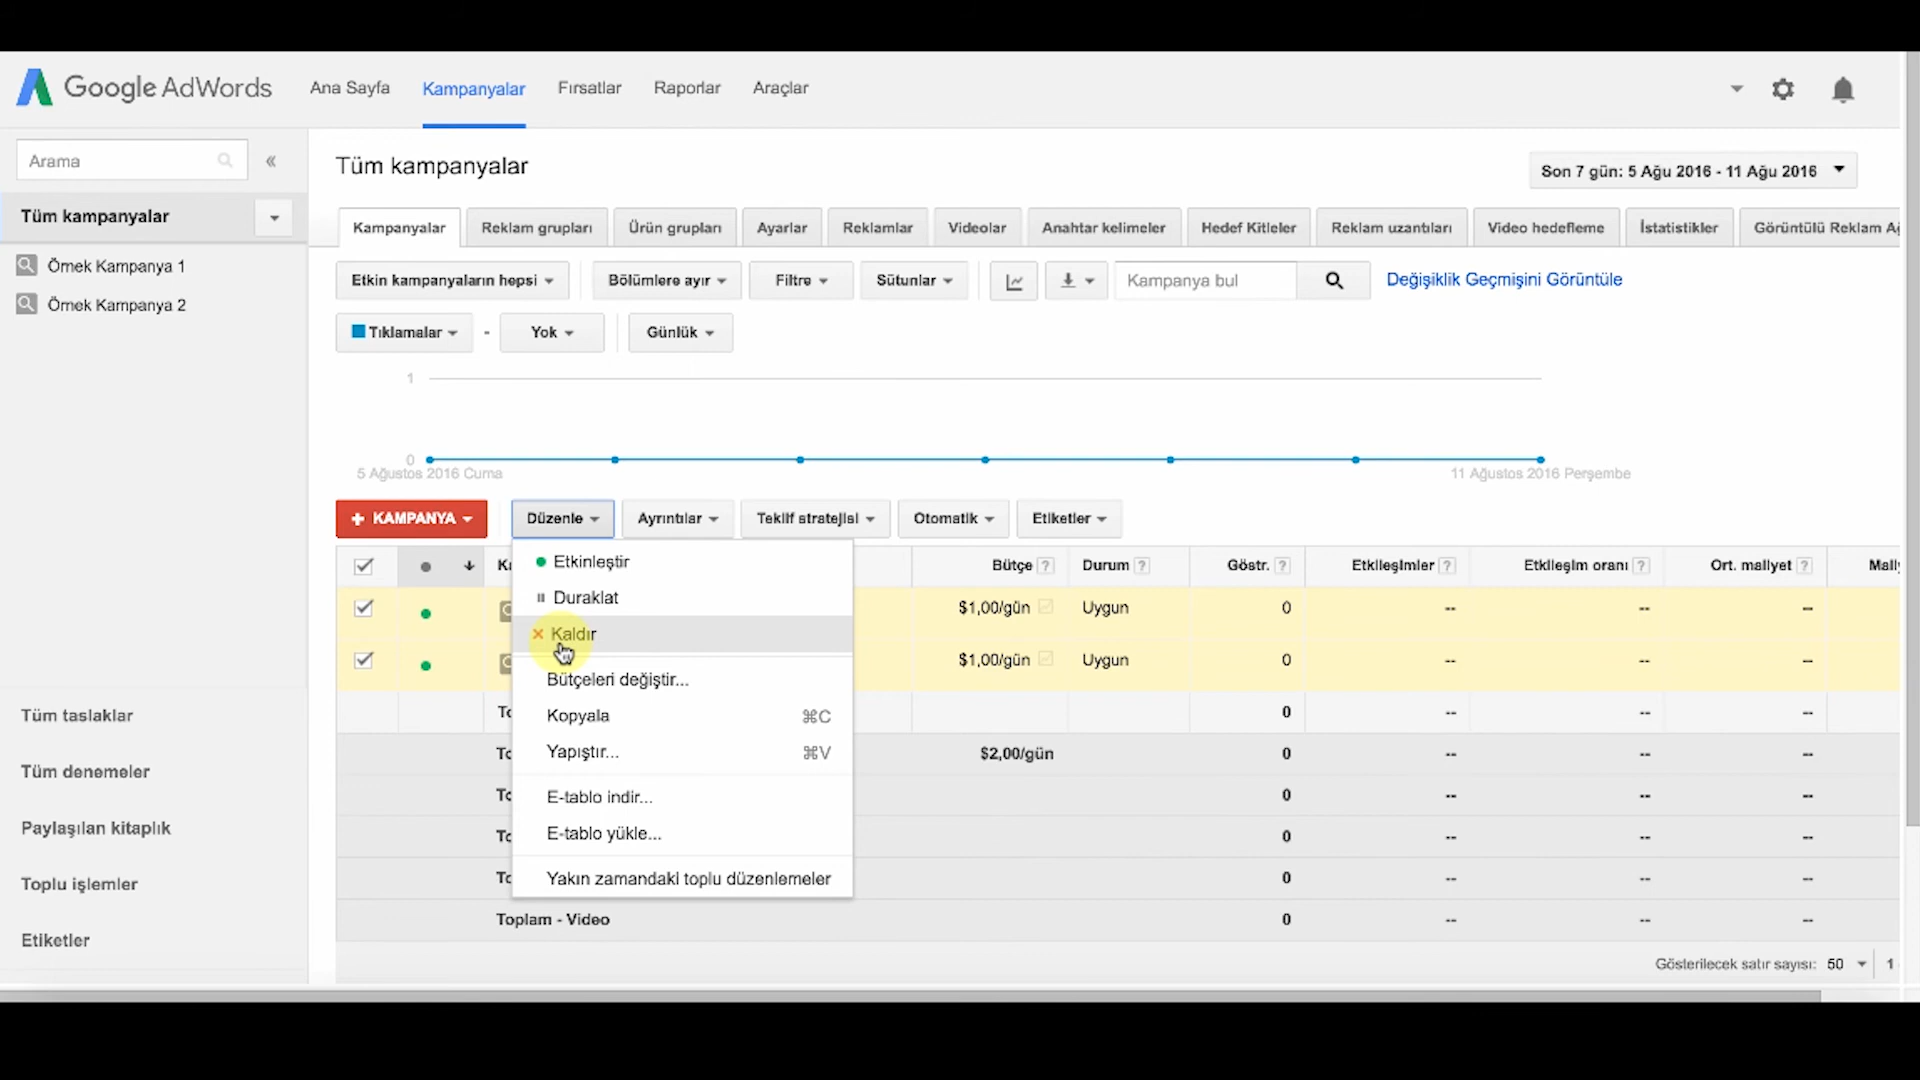 Google AdWords Ana Sayfa Kampanyalar Fırsatlar Raporlar Araçlar
Arama «
Tüm kampanyalar
Son 7 gün: 5 Ağu 2016 - 11 Ağu 2016
Tüm kampanyalar
Örnek Kampanya 1
Örnek Kampanya 2
Kampanyalar Reklam grupları Ürün grupları Ayarlar Reklamlar Videolar Anahtar kelimeler Hedef Kitleler Reklam uzantıları Video hedefleme İstatistikler Görüntülü Reklam
Etkin kampanyaların hepsi Bölümlere ayır Filtre Sütunlar Kampanya bul Değişiklik Geçmişini Görüntüle
Tıklamalar - Yok Günlük
1
0
5 Ağustos 2016 Cuma 11 Ağustos 2016 Perşembe
+ KAMPANYA Düzenle Ayrıntılar Teklif stratejisi Otomatik Etiketler
Bütçe ? Durum ? Göstr. ? Etkileşimler ? Etkileşim oranı ? Ort. maliyet ?
$1,00/gün Uygun 0 -- -- --
$1,00/gün Uygun 0 -- -- --
0 -- -- --
$2,00/gün 0 -- -- --
0 -- -- --
0 -- -- --
0 -- -- --
Toplam - Video 0 -- -- --
Etkinleştir
Duraklat
Kaldır
Bütçeleri değiştir...
Kopyala ⌘C
Yapıştır... ⌘V
E-tablo indir...
E-tablo yükle...
Yakın zamandaki toplu düzenlemeler
Gösterilecek satır sayısı: 50 1
Tüm taslaklar
Tüm denemeler
Paylaşılan kitaplık
Toplu işlemler
Etiketler